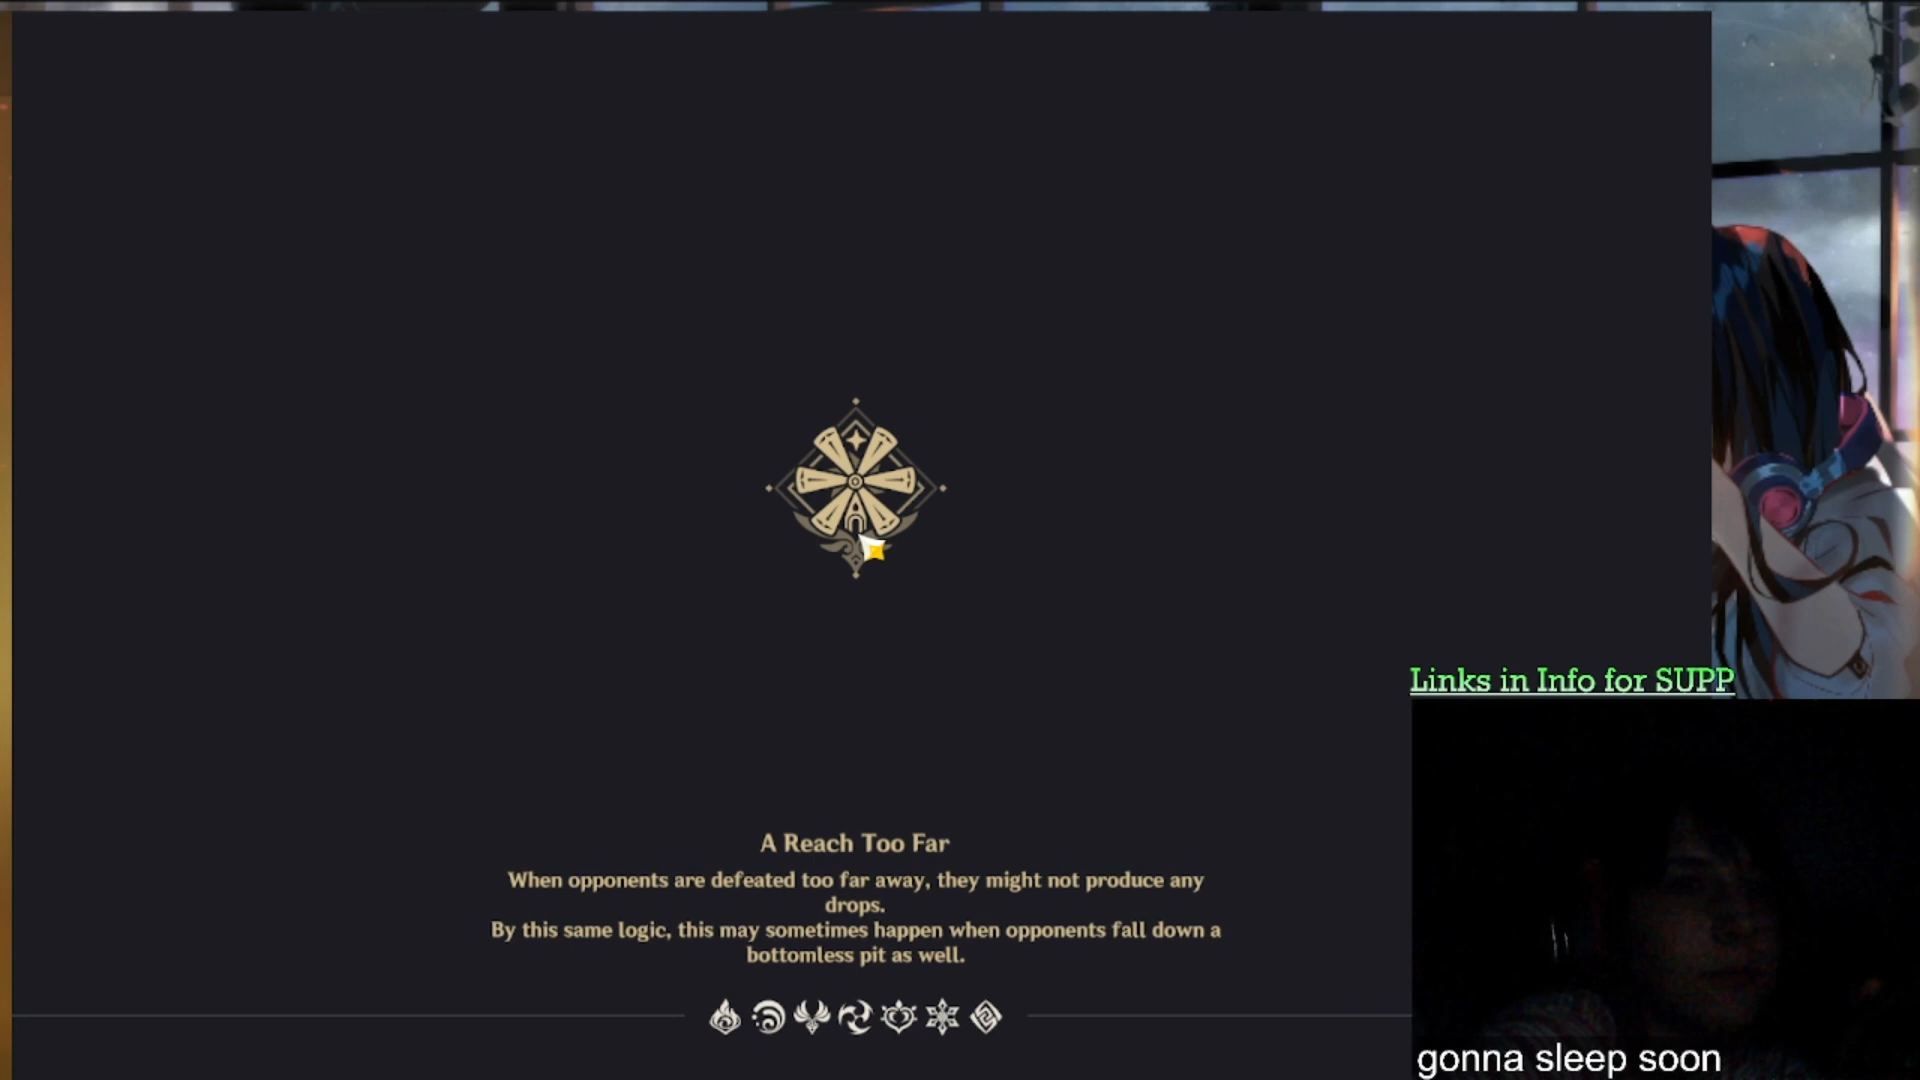 Links in Info for SUPP
A Reach Too Far
When opponents are defeated too far away, they might not produce any
drops.
By this same logic, this may sometimes happen when opponents fall down a
bottomless pit as well.
gonna sleep soon